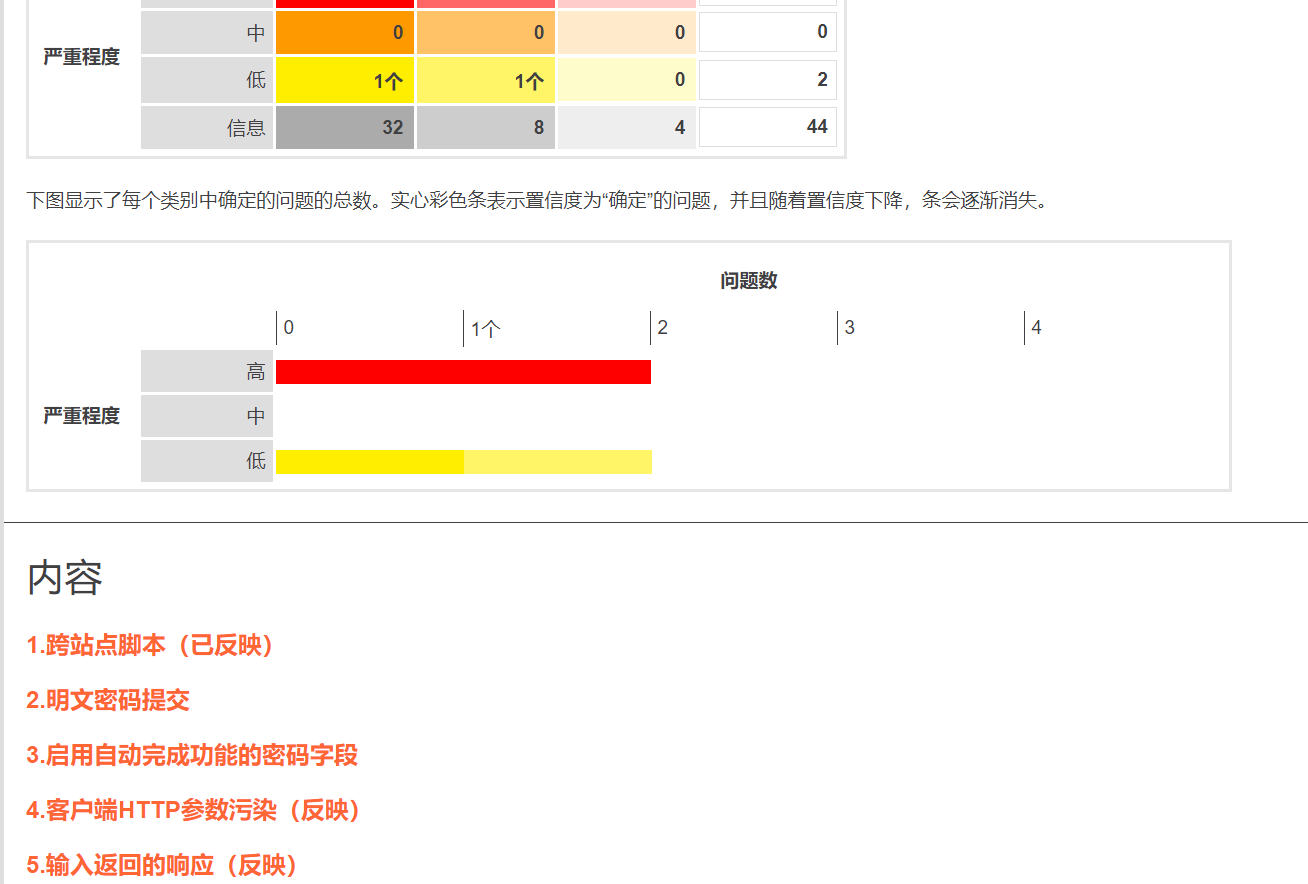 中 0 0 0 0
严重程度
低 1个 1个 0 2
信息 32 8 4 44
下图显示了每个类别中确定的问题的总数。实心彩色条表示置信度为“确定”的问题，并且随着置信度下降，条会逐渐消失。
问题数
0 1个 2 3 4
高
严重程度 中
低
内容
1.跨站点脚本（已反映）
2.明文密码提交
3.启用自动完成功能的密码字段
4.客户端HTTP参数污染（反映）
5.输入返回的响应（反映）